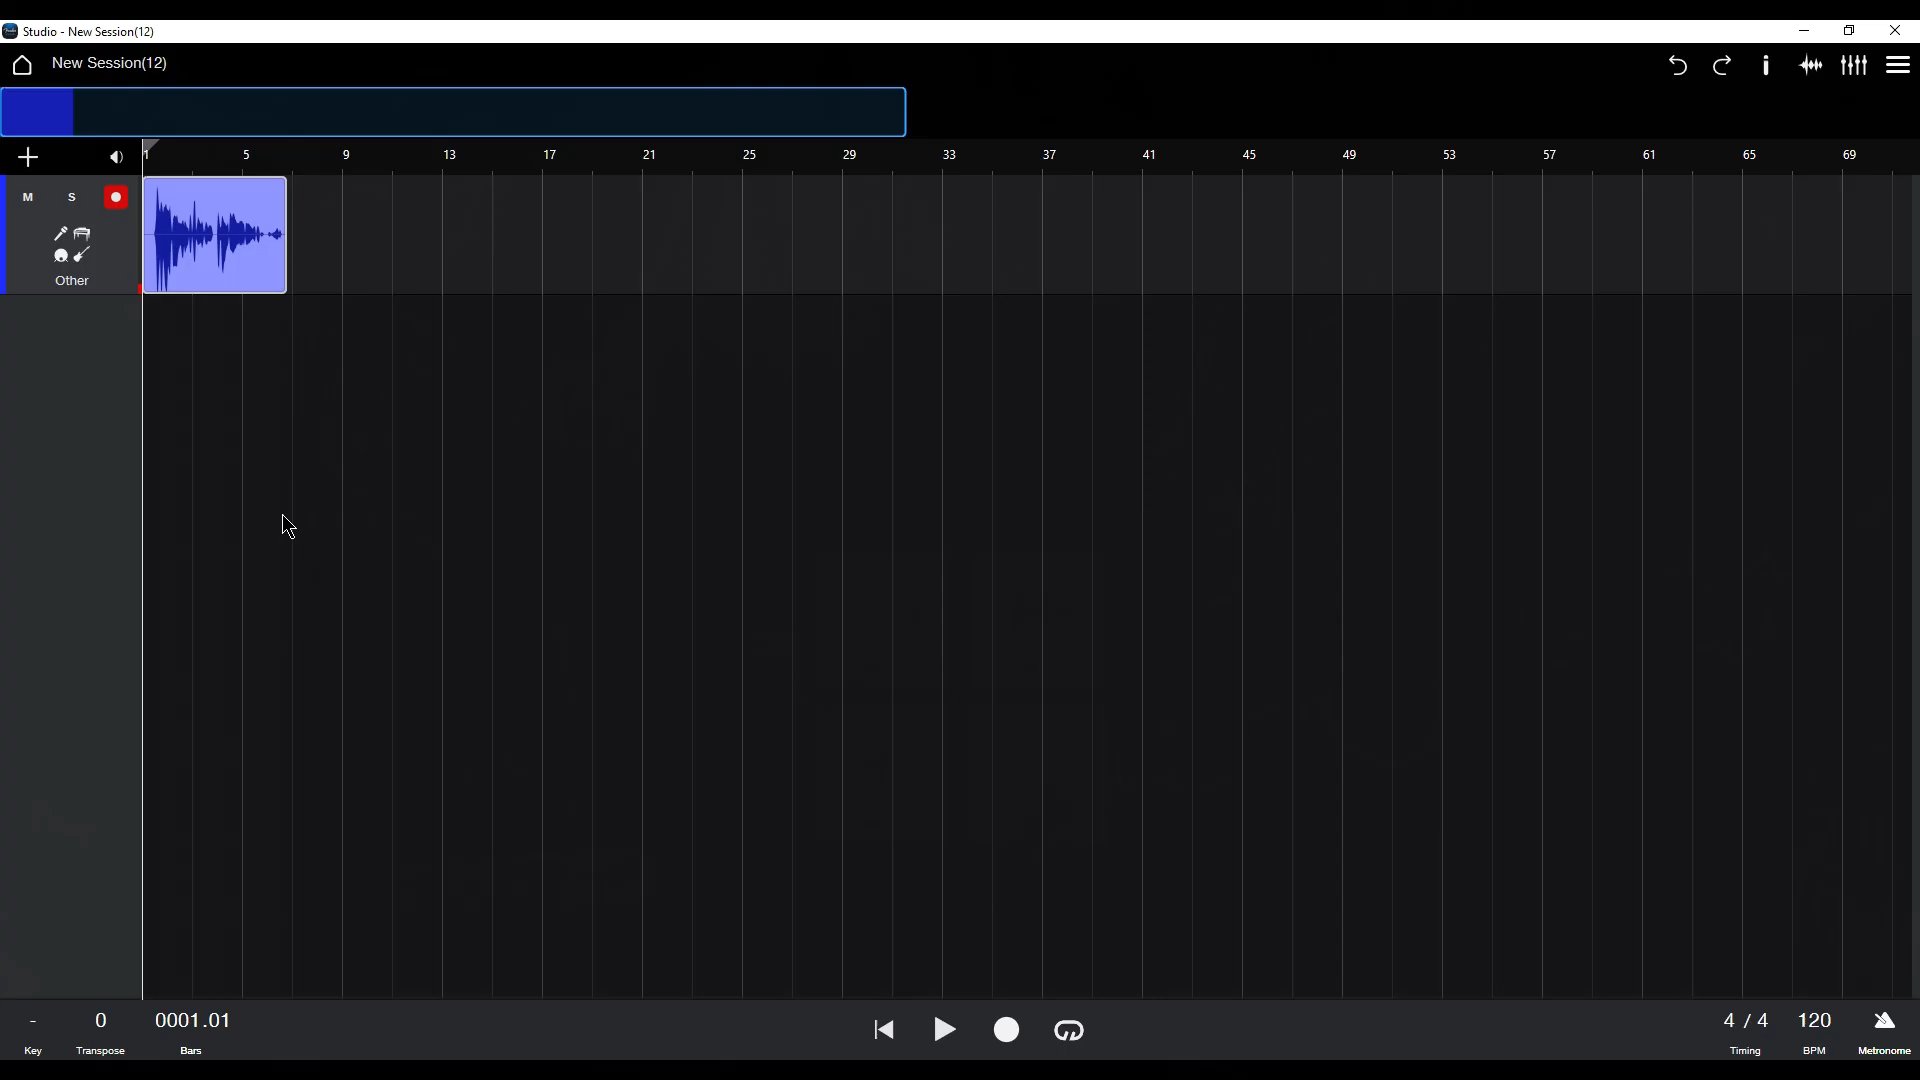 Studio - New Session(12)
New Session(12)
1 5 9 13 17 21 25 29 33 37 41 45 49 53 57 61 65 69
M S
Other
- 0 0001.01 4 / 4 120
Key Transpose Bars Timing BPM Metronome